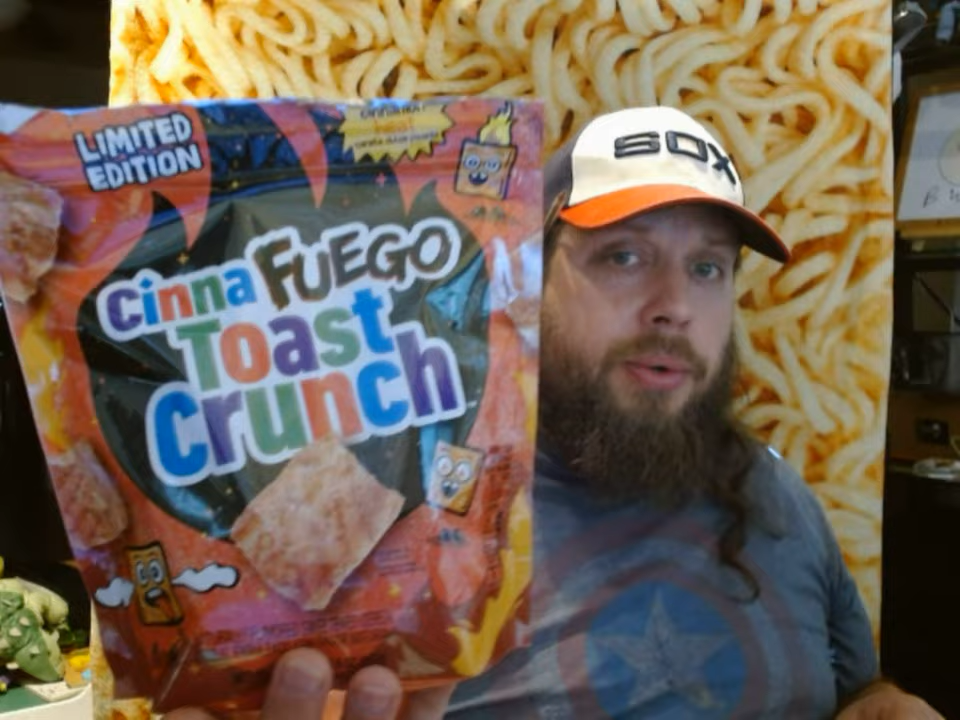 LIMITED
EDITION
cinna FUEGO
Toast
Crunch
SOX